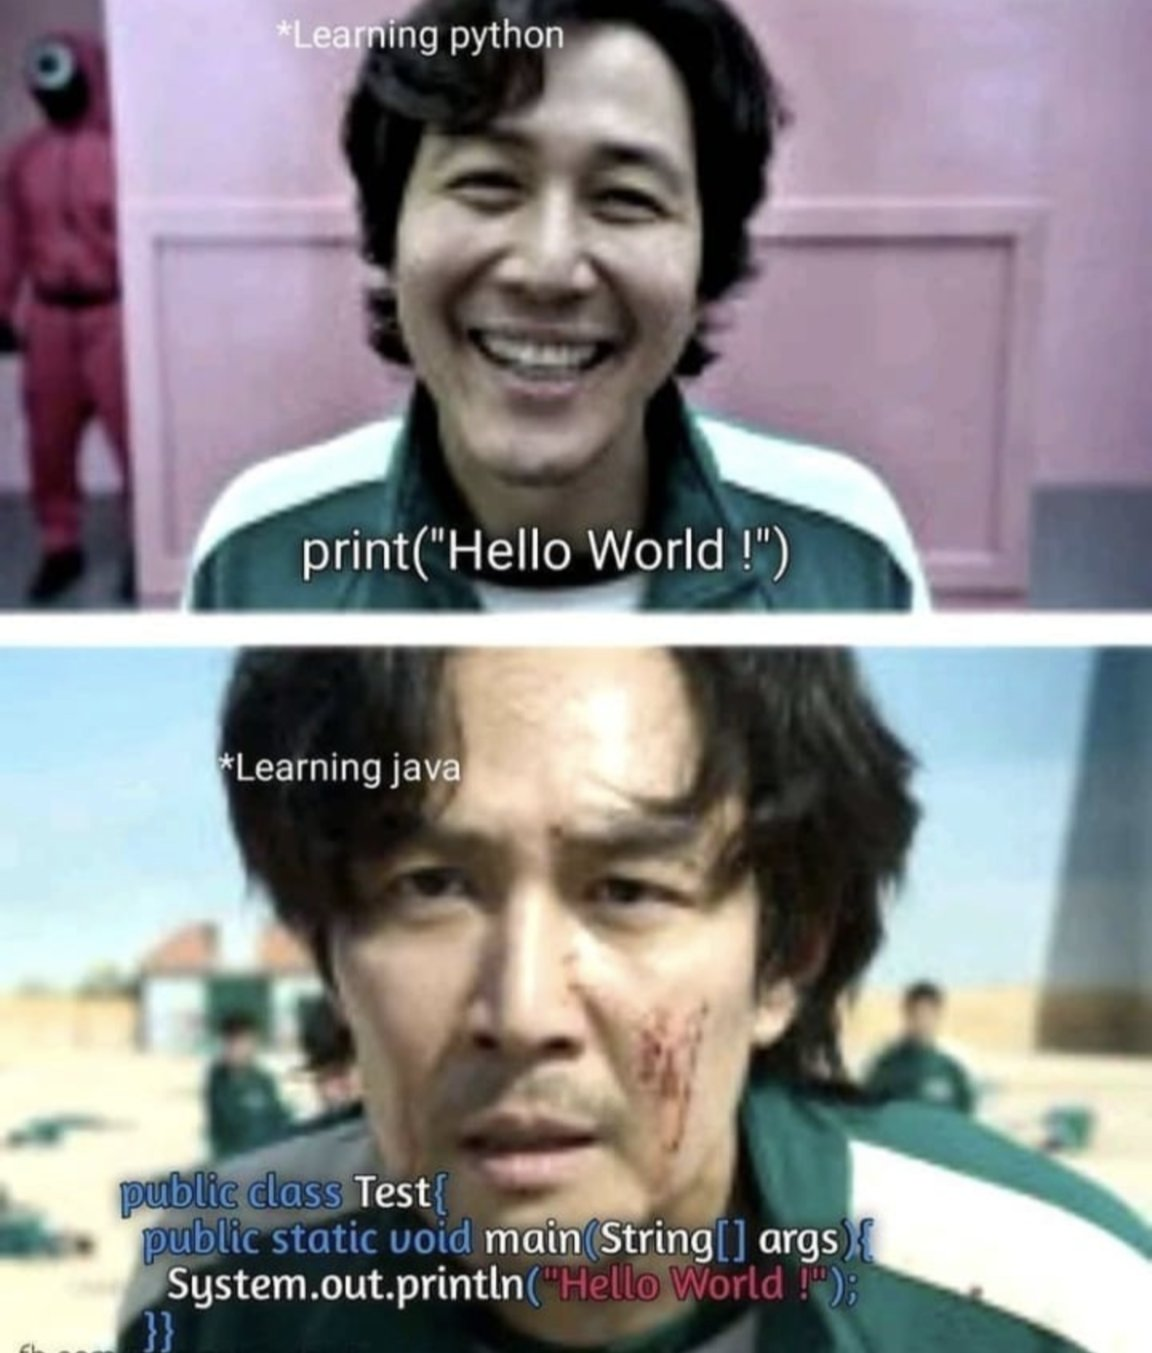 *Learning python
print("Hello World !")
*Learning java
public class Test{
public static void main(String[] args){
System.out.println("Hello World !");
}}